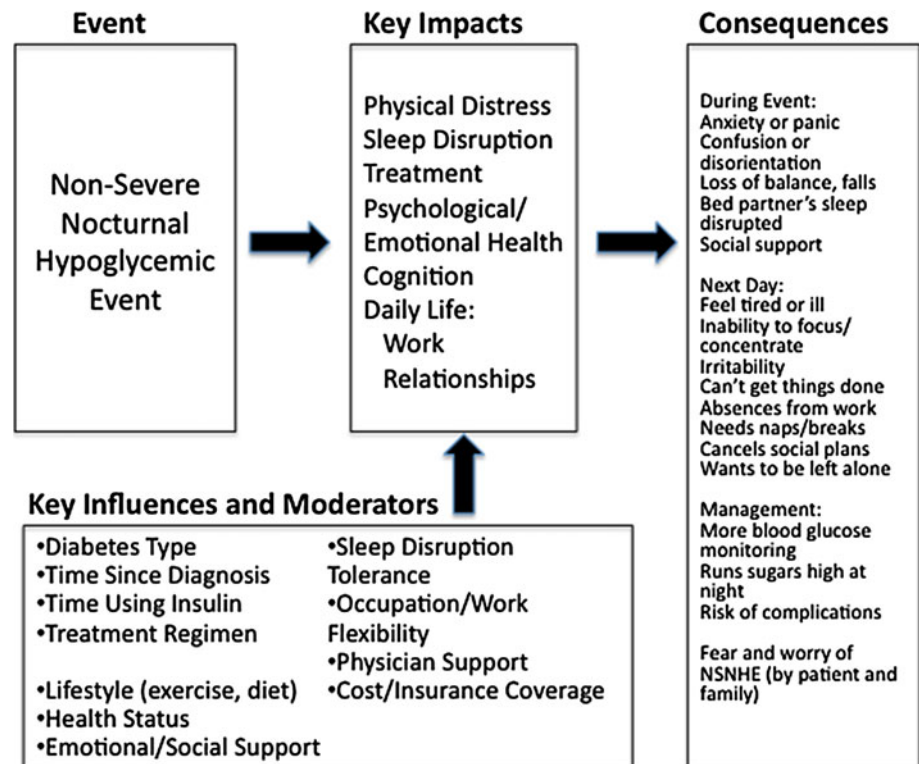 Event
Non-Severe
Nocturnal
Hypoglycemic
Event
Key Impacts
Physical Distress
Sleep Disruption
Treatment
Psychological/
Emotional Health
Cognition
Daily Life:
Work
Relationships
Consequences
During Event:
Anxiety or panic
Confusion or
disorientation
Loss of balance, falls
Bed partner's sleep
disrupted
Social support
Next Day:
Feel tired or ill
Inability to focus/
concentrate
Irritability
Can't get things done
Absences from work
Needs naps/breaks
Cancels social plans
Wants to be left alone
Management:
More blood glucose
monitoring
Runs sugars high at
night
Risk of complications
Fear and worry of
NSNHE (by patient and
family)
Key Influences and Moderators
•Diabetes Type
•Time Since Diagnosis
•Time Using Insulin
•Treatment Regimen
•Lifestyle (exercise, diet)
•Health Status
•Emotional/Social Support
•Sleep Disruption
Tolerance
•Occupation/Work
Flexibility
•Physician Support
•Cost/Insurance Coverage